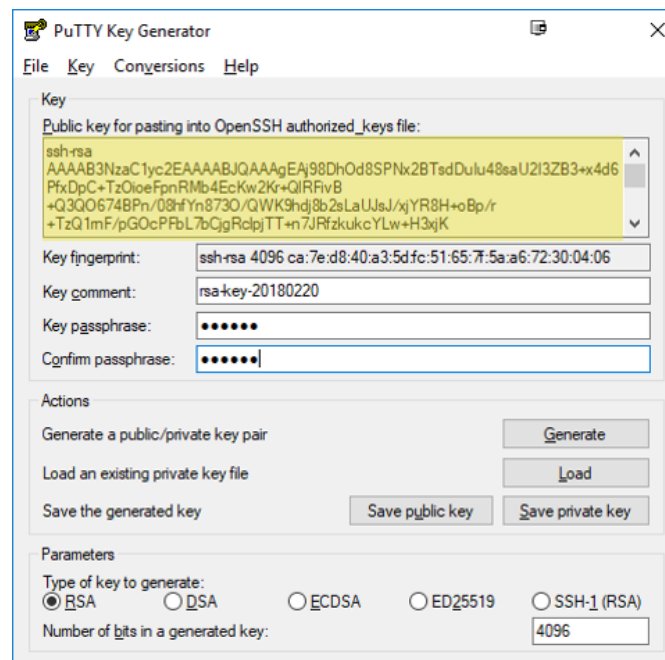 PuTTY Key Generator
File Key Conversions Help
Key
Public key for pasting into OpenSSH authorized_keys file:
ssh-rsa
AAAAB3NzaC1yc2EAAAABJQAAAgEAj98DhOd8SPNx2BTsdDulu48saU2I3ZB3+x4d6
PfxDpC+TzOioeFpnRMb4EcKw2Kr+QIRFivB
+Q3QO674BPn/08hfYn873O/QWK9hdj8b2sLaUJsJ/xjYR8H+oBp/r
+TzQ1mF/pGOcPFbL7bCjgRclpjTT+n7JRfzkukcYLw+H3xjK
Key fingerprint: ssh-rsa 4096 ca:7e:d8:40:a3:5d:fc:51:65:7f:5a:a6:72:30:04:06
Key comment: rsa-key-20180220
Key passphrase: ●●●●●●
Confirm passphrase: ●●●●●●
Actions
Generate a public/private key pair Generate
Load an existing private key file Load
Save the generated key Save public key Save private key
Parameters
Type of key to generate:
RSA DSA ECDSA ED25519 SSH-1 (RSA)
Number of bits in a generated key: 4096